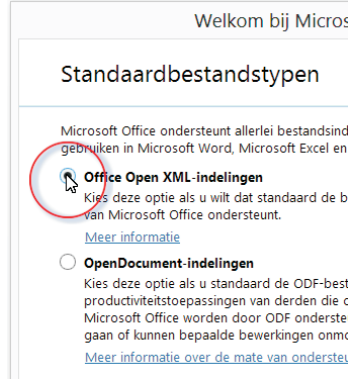 Welkom bij Micros
Standaardbestandstypen
Microsoft Office ondersteunt allerlei bestandsind
gebruiken in Microsoft Word, Microsoft Excel en
Office Open XML-indelingen
Kies deze optie als u wilt dat standaard de b
van Microsoft Office ondersteunt.
Meer informatie
OpenDocument-indelingen
Kies deze optie als u standaard de ODF-best
productiviteitstoepassingen van derden die o
Microsoft Office worden door ODF onderste
gaan of kunnen bepaalde bewerkingen onmo
Meer informatie over de mate van ondersteu